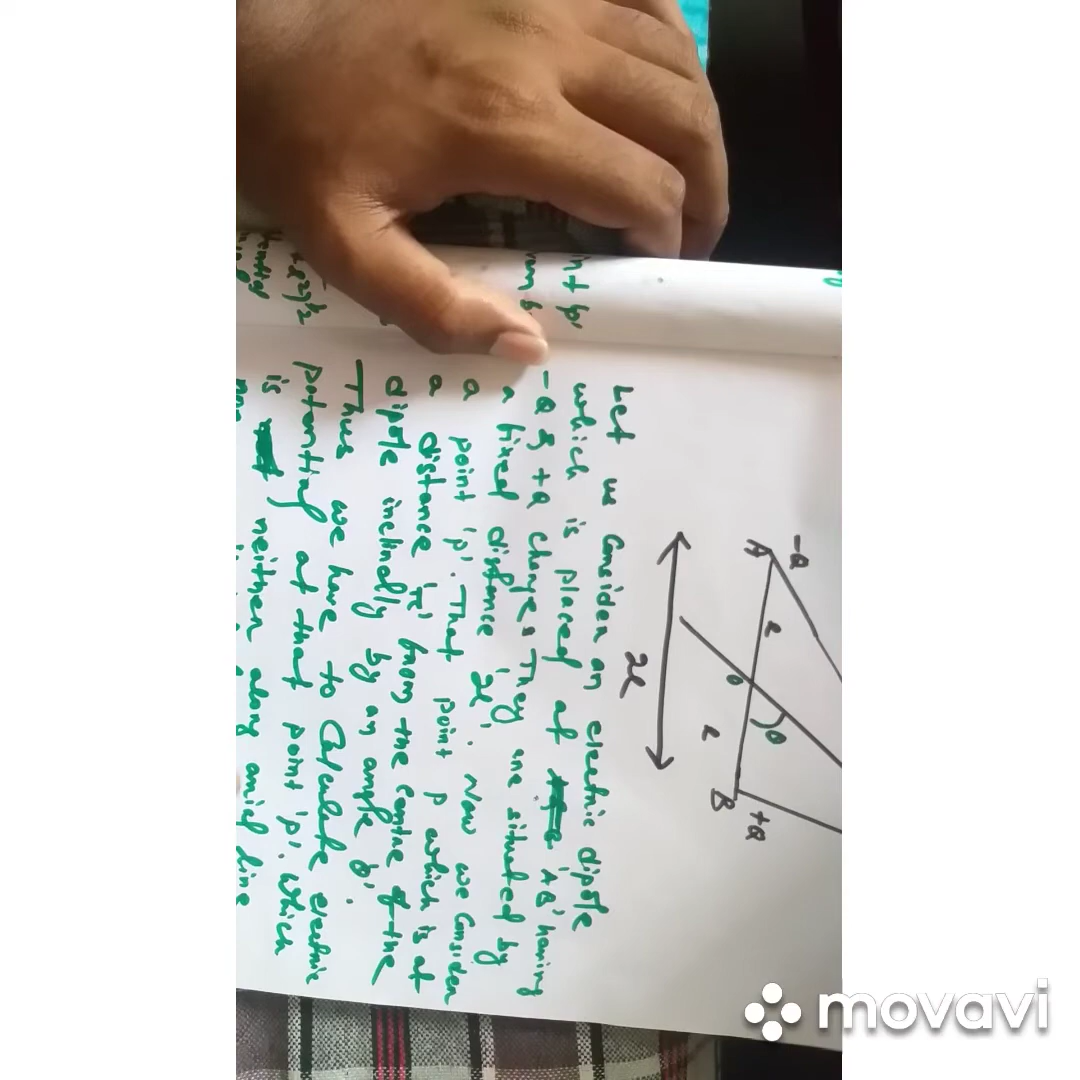 -Q
A
l
O
θ
l
B
+Q
2l
Let us Consider an electric dipole
which is placed at 'AB' having
-Q & +Q charges They are situated by
a fixed distance '2l'. Now we Consider
a point 'p'. That point p which is at
a distance 'r' from the Centre of the
dipole inclinally by an angle 'θ'.
Thus we have to Calculate electric
potential at that point 'p'. which
is neither along axial line
movavi